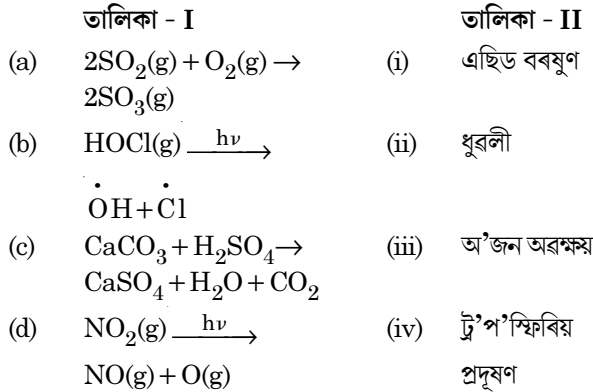 তালিকা - I তালিকা - II
(a) 2SO₂(g) + O₂(g) → (i) এছিড বৰষুণ
2SO₃(g)
(b) HOCl(g) —hν→ (ii) ধুৱলী
ȮH + Ċl
(c) CaCO₃ + H₂SO₄ → (iii) অ’জন অৱক্ষয়
CaSO₄ + H₂O + CO₂
(d) NO₂(g) —hν→ (iv) ট্ৰ’প’স্ফিৰিয়
NO(g) + O(g) প্ৰদূষণ